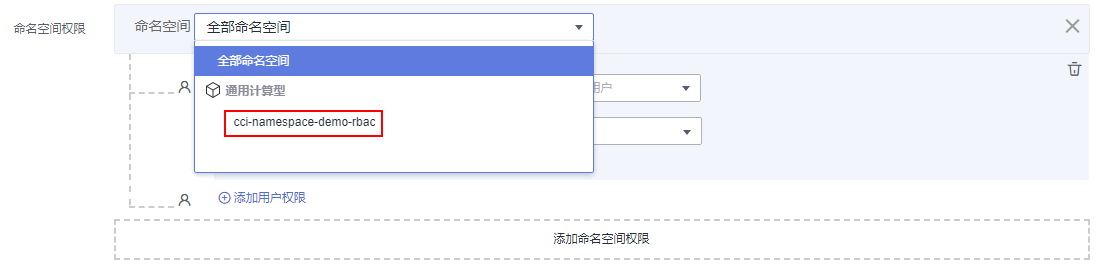 命名空间权限
命名空间 全部命名空间
全部命名空间
通用计算型
用户
cci-namespace-demo-rbac
添加用户权限
添加命名空间权限